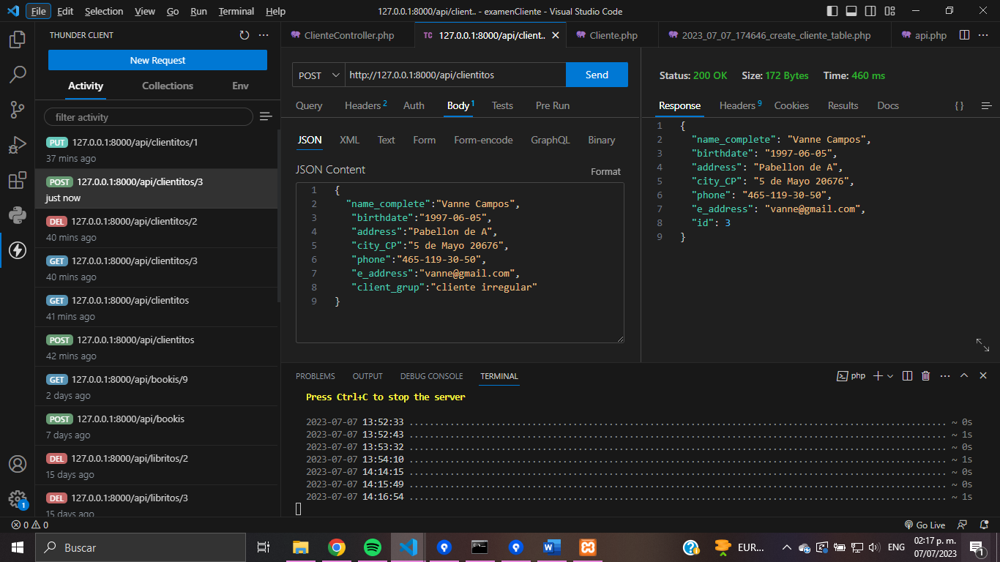 File Edit Selection View Go Run Terminal Help 127.0.0.1:8000/api/client.. - examenCliente - Visual Studio Code
THUNDER CLIENT
New Request
Activity Collections Env
filter activity
PUT 127.0.0.1:8000/api/clientitos/1
37 mins ago
POST 127.0.0.1:8000/api/clientitos/3
just now
DEL 127.0.0.1:8000/api/clientitos/2
40 mins ago
GET 127.0.0.1:8000/api/clientitos/3
40 mins ago
GET 127.0.0.1:8000/api/clientitos
41 mins ago
POST 127.0.0.1:8000/api/clientitos
42 mins ago
GET 127.0.0.1:8000/api/bookis/9
2 days ago
POST 127.0.0.1:8000/api/bookis
7 days ago
DEL 127.0.0.1:8000/api/libritos/2
15 days ago
DEL 127.0.0.1:8000/api/libritos/3
15 days ago
1
ClienteController.php TC 127.0.0.1:8000/api/client.. Cliente.php 2023_07_07_174646_create_cliente_table.php api.php
POST http://127.0.0.1:8000/api/clientitos Send
Query Headers 2 Auth Body 1 Tests Pre Run
JSON XML Text Form Form-encode GraphQL Binary
JSON Content Format
1 {
2 "name_complete":"Vanne Campos",
3 "birthdate":"1997-06-05",
4 "address":"Pabellon de A",
5 "city_CP":"5 de Mayo 20676",
6 "phone":"465-119-30-50",
7 "e_address":"vanne@gmail.com",
8 "client_grup":"cliente irregular"
9 }
Status: 200 OK Size: 172 Bytes Time: 460 ms
Response Headers 9 Cookies Results Docs {}
1 {
2 "name_complete": "Vanne Campos",
3 "birthdate": "1997-06-05",
4 "address": "Pabellon de A",
5 "city_CP": "5 de Mayo 20676",
6 "phone": "465-119-30-50",
7 "e_address": "vanne@gmail.com",
8 "id": 3
9 }
PROBLEMS OUTPUT DEBUG CONSOLE TERMINAL php
Press Ctrl+C to stop the server
2023-07-07 13:52:33 ........................................ ~ 0s
2023-07-07 13:52:43 ........................................ ~ 1s
2023-07-07 13:53:32 ........................................ ~ 0s
2023-07-07 13:54:10 ........................................ ~ 1s
2023-07-07 14:14:15 ........................................ ~ 0s
2023-07-07 14:15:49 ........................................ ~ 0s
2023-07-07 14:16:54 ........................................ ~ 1s
0 0 Go Live
Buscar EUR... ENG 02:17 p. m.
07/07/2023 1